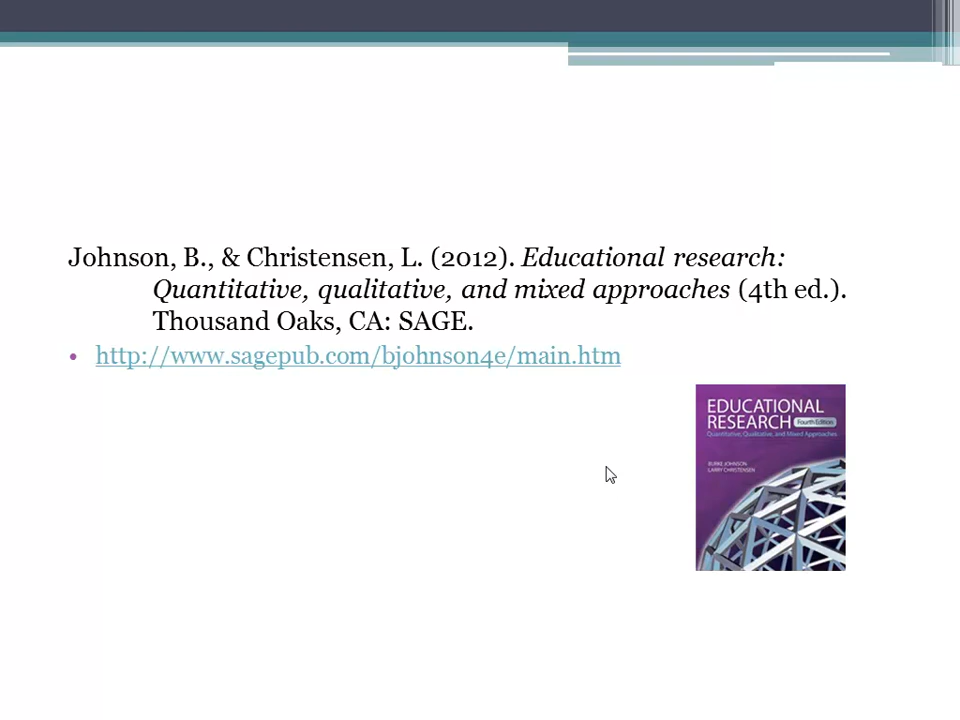 Johnson, B., & Christensen, L. (2012). Educational research:
Quantitative, qualitative, and mixed approaches (4th ed.).
Thousand Oaks, CA: SAGE.
• http://www.sagepub.com/bjohnson4e/main.htm
EDUCATIONAL
RESEARCH Fourth Edition
Quantitative, Qualitative, and Mixed Approaches
BURKE JOHNSON
LARRY CHRISTENSEN